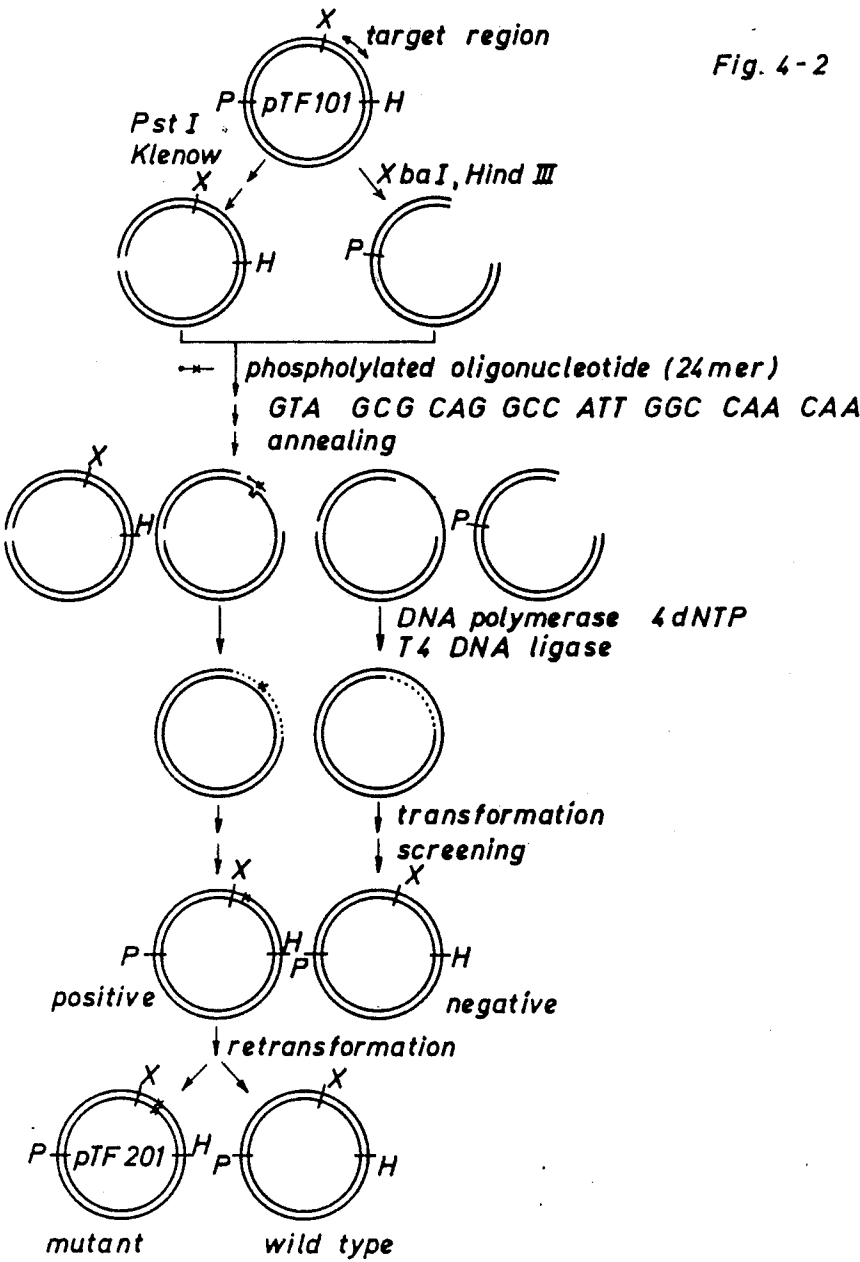 X
target region
Fig. 4-2
P pTF101 H
Pst I
Klenow
XbaI, Hind III
X
H
P
phospholylated oligonucleotide (24mer)
GTA GCG CAG GCC ATT GGC CAA CAA
annealing
X
H
P
DNA polymerase 4dNTP
T4 DNA ligase
transformation
screening
X
X
P
H
P
H
positive
negative
retransformation
X
X
P pTF201 H
P
H
mutant
wild type